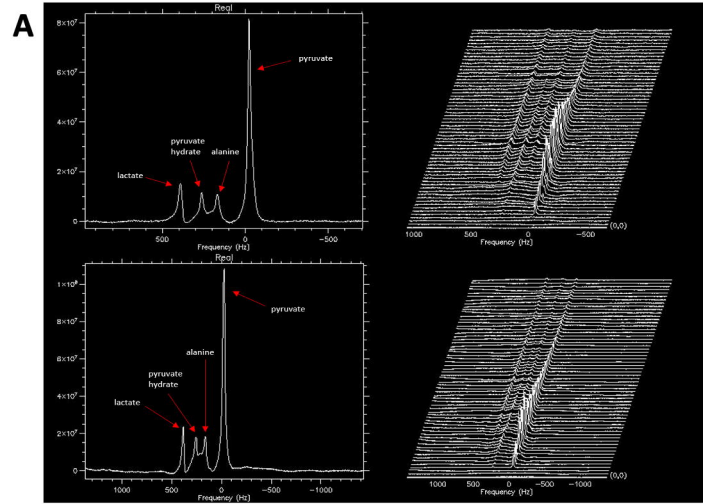 A
Real
8×10⁷
6×10⁷
4×10⁷
2×10⁷
0
pyruvate
pyruvate
hydrate
alanine
lactate
500
0
-500
Frequency (Hz)
(0,0)
1000
500
0
-500
Frequency (Hz)
Real
1×10⁸
8×10⁷
6×10⁷
4×10⁷
2×10⁷
0
pyruvate
alanine
pyruvate
hydrate
lactate
1000
500
0
-500
-1000
Frequency (Hz)
(0,0)
1000
500
0
-500
-1000
Frequency (Hz)